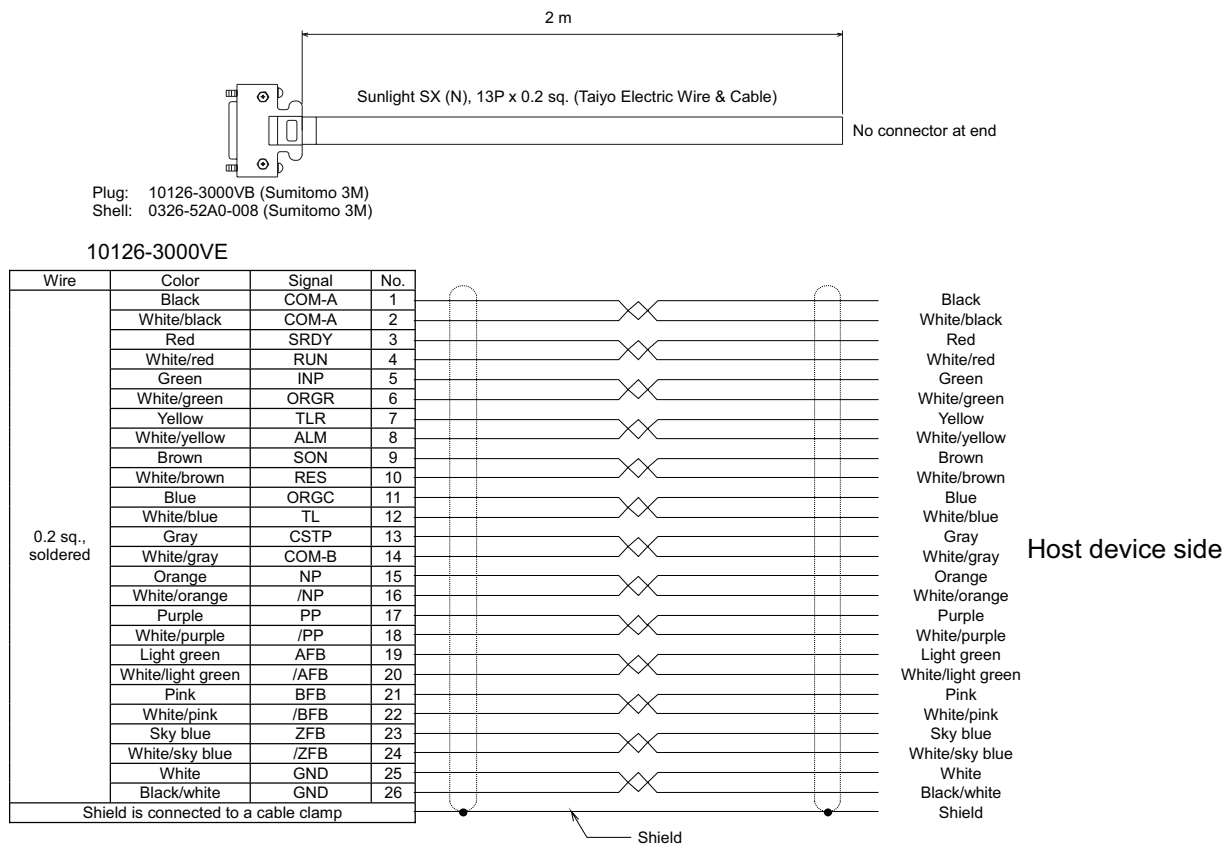 2 m
Sunlight SX (N), 13P x 0.2 sq. (Taiyo Electric Wire & Cable)
No connector at end
Plug: 10126-3000VB (Sumitomo 3M)
Shell: 0326-52A0-008 (Sumitomo 3M)
10126-3000VE
Wire Color Signal No.
Black COM-A 1 Black
White/black COM-A 2 White/black
Red SRDY 3 Red
White/red RUN 4 White/red
Green INP 5 Green
White/green ORGR 6 White/green
Yellow TLR 7 Yellow
White/yellow ALM 8 White/yellow
Brown SON 9 Brown
White/brown RES 10 White/brown
Blue ORGC 11 Blue
White/blue TL 12 White/blue
0.2 sq.,
soldered
Gray CSTP 13 Gray
White/gray COM-B 14 White/gray
Host device side
Orange NP 15 Orange
White/orange /NP 16 White/orange
Purple PP 17 Purple
White/purple /PP 18 White/purple
Light green AFB 19 Light green
White/light green /AFB 20 White/light green
Pink BFB 21 Pink
White/pink /BFB 22 White/pink
Sky blue ZFB 23 Sky blue
White/sky blue /ZFB 24 White/sky blue
White GND 25 White
Black/white GND 26 Black/white
Shield is connected to a cable clamp Shield
Shield